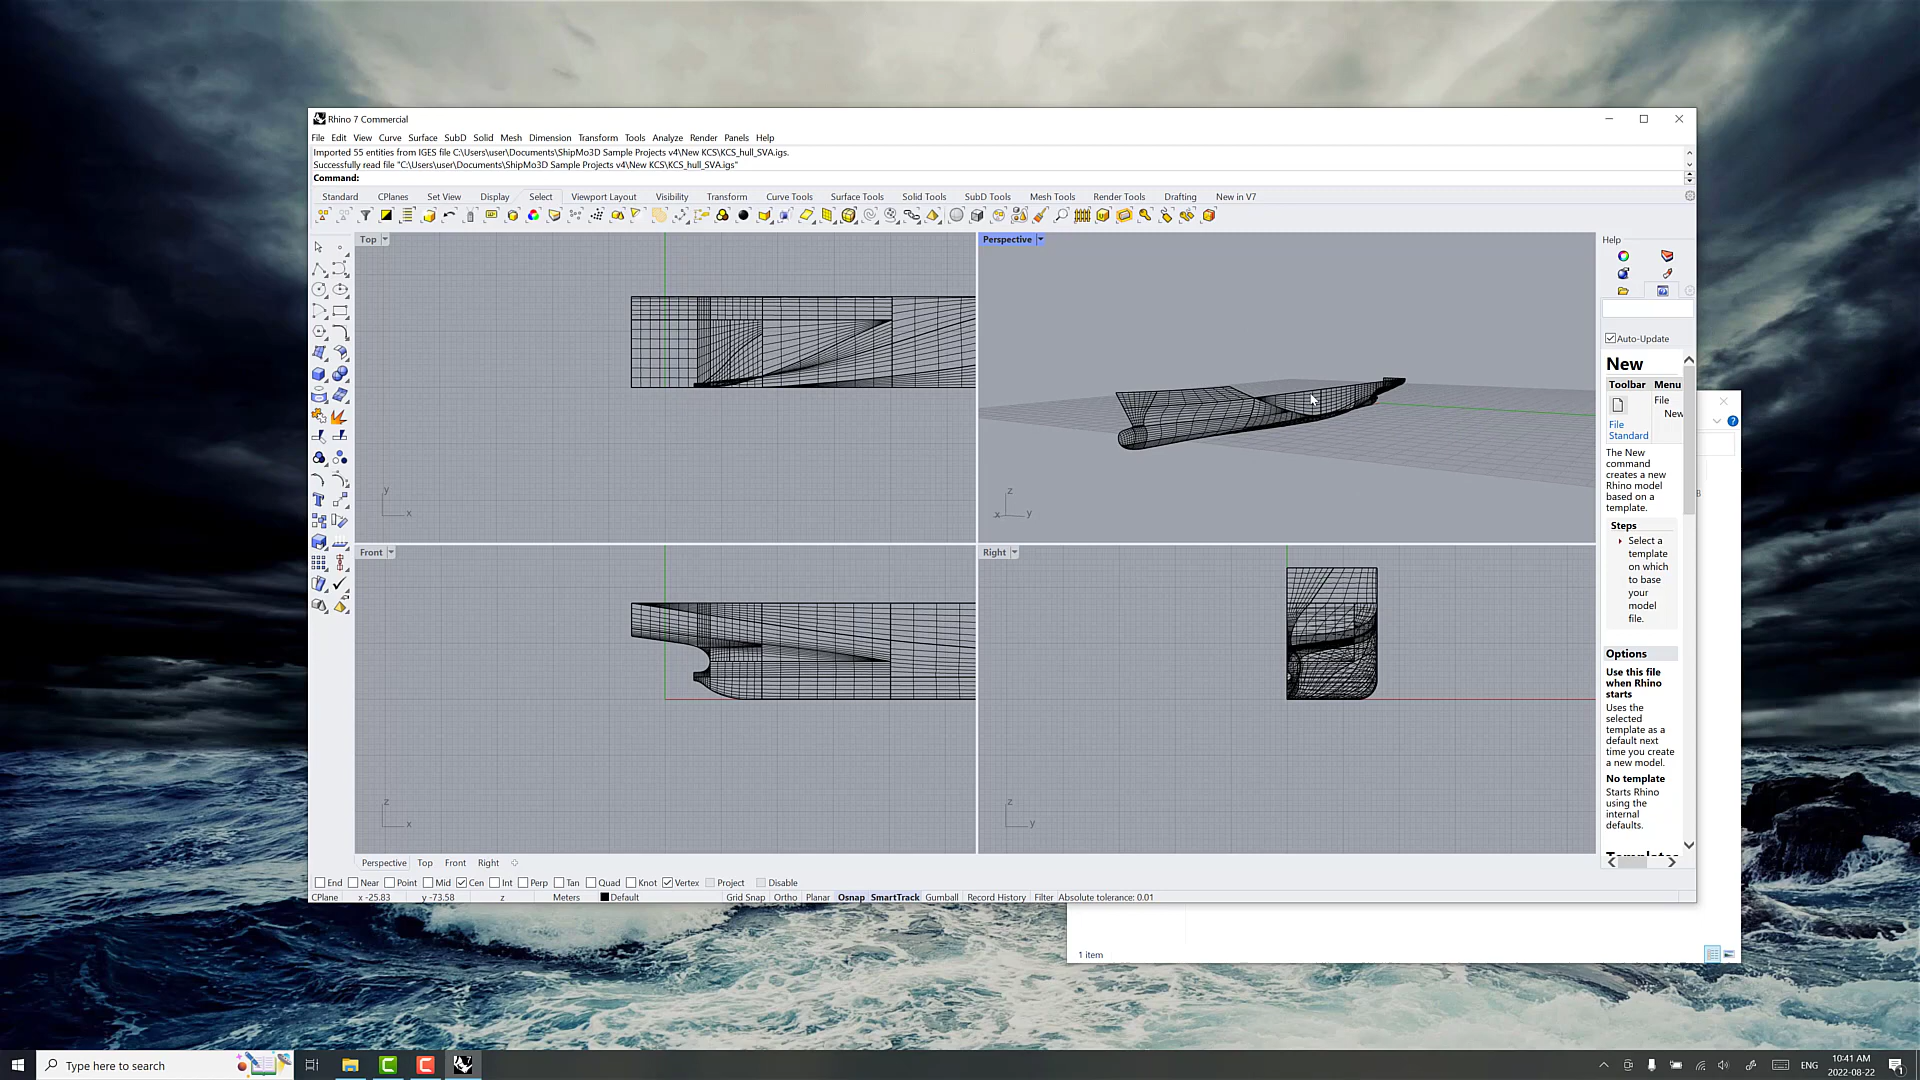 Rhino 7 Commercial
File Edit View Curve Surface SubD Solid Mesh Dimension Transform Tools Analyze Render Panels Help
Imported 55 entities from IGES file C:\Users\user\Documents\ShipMo3D Sample Projects v4\New KCS\KCS_hull_SVA.igs.
Successfully read file "C:\Users\user\Documents\ShipMo3D Sample Projects v4\New KCS\KCS_hull_SVA.igs"
Command:
Standard CPlanes Set View Display Select Viewport Layout Visibility Transform Curve Tools Surface Tools Solid Tools SubD Tools Mesh Tools Render Tools Drafting New in V7
Top
y
x
Perspective
z
x y
Front
z
x
Right
z
y
Help
Auto-Update
New
Toolbar Menu
File
New
File
Standard
The New
command
creates a new
Rhino model
based on a
template.
Steps
Select a
template
on which
to base
your
model
file.
Options
Use this file
when Rhino
starts
Uses the
selected
template as a
default next
time you create
a new model.
No template
Starts Rhino
using the
internal
defaults.
Templates
Perspective Top Front Right
End Near Point Mid Cen Int Perp Tan Quad Knot Vertex Project Disable
CPlane x -25.83 y -73.58 z Meters Default Grid Snap Ortho Planar Osnap SmartTrack Gumball Record History Filter Absolute tolerance: 0.01
1 item
Type here to search
ENG
10:41 AM
2022-08-22